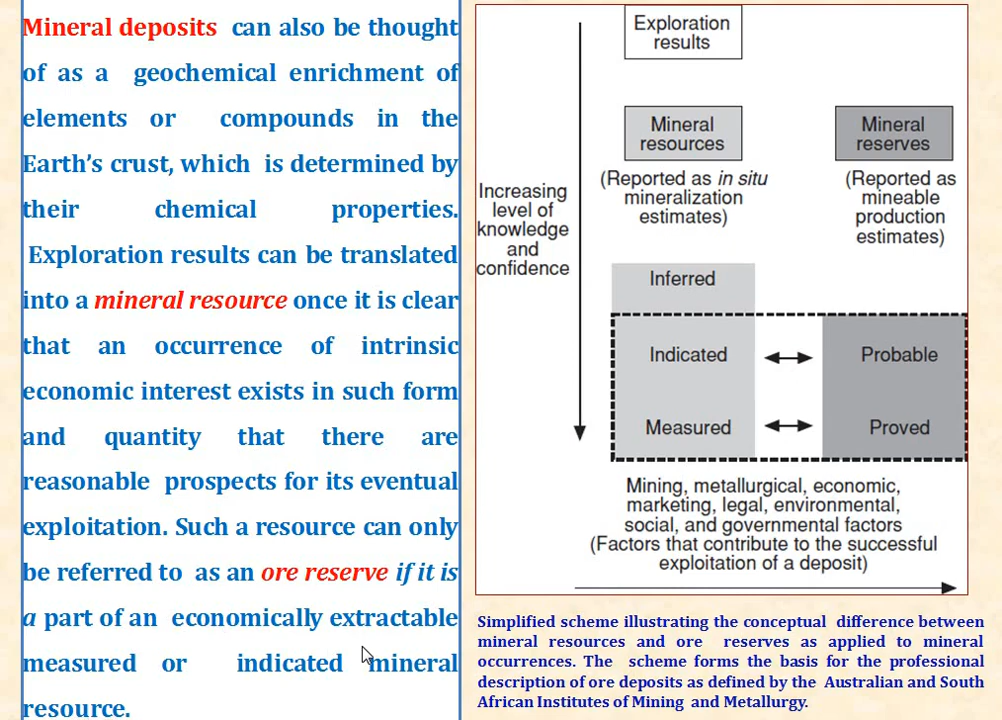 Mineral deposits can also be thought
of as a geochemical enrichment of
elements or compounds in the
Earth's crust, which is determined by
their chemical properties.
Exploration results can be translated
into a mineral resource once it is clear
that an occurrence of intrinsic
economic interest exists in such form
and quantity that there are
reasonable prospects for its eventual
exploitation. Such a resource can only
be referred to as an ore reserve if it is
a part of an economically extractable
measured or indicated mineral
resource.
Exploration
results
Mineral
resources
Mineral
reserves
(Reported as in situ
mineralization
estimates)
(Reported as
mineable
production
estimates)
Increasing
level of
knowledge
and
confidence
Inferred
Indicated
Probable
Measured
Proved
Mining, metallurgical, economic,
marketing, legal, environmental,
social, and governmental factors
(Factors that contribute to the successful
exploitation of a deposit)
Simplified scheme illustrating the conceptual difference between
mineral resources and ore reserves as applied to mineral
occurrences. The scheme forms the basis for the professional
description of ore deposits as defined by the Australian and South
African Institutes of Mining and Metallurgy.